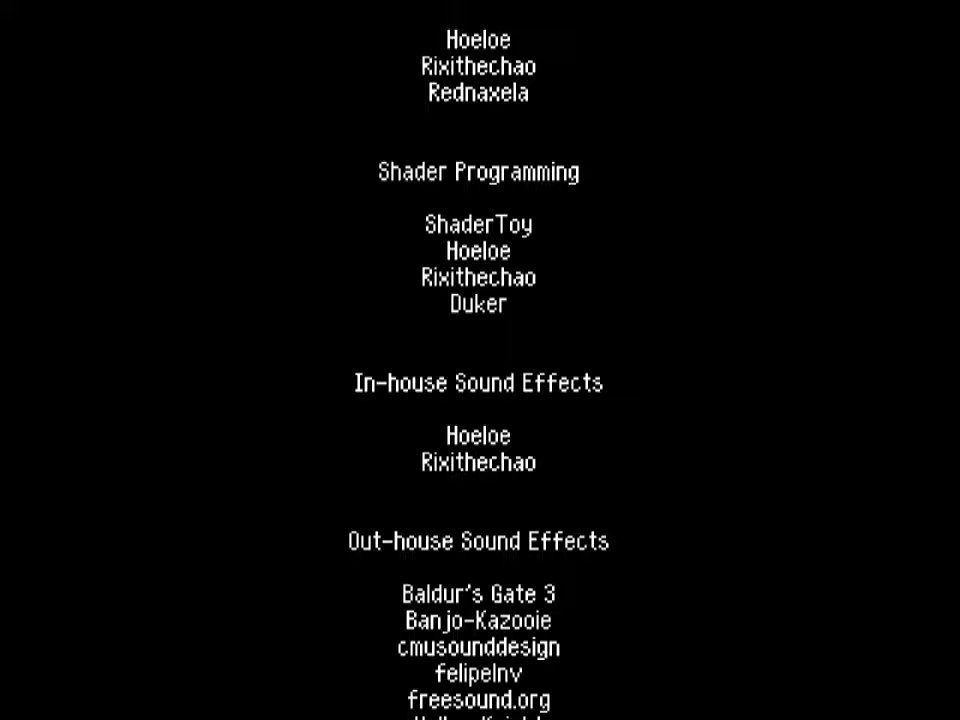 Hoeloe
Rixithechao
Rednaxela
Shader Programming
ShaderToy
Hoeloe
Rixithechao
Duker
In-house Sound Effects
Hoeloe
Rixithechao
Out-house Sound Effects
Baldur's Gate 3
Banjo-Kazooie
cmusounddesign
felipelnv
freesound.org